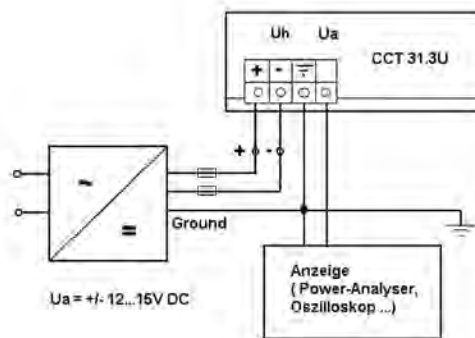 Uh Ua
CCT 31.3U
+ -
+ -
~
=
Ground
Ua = +/- 12...15V DC
Anzeige
( Power-Analyser,
Oszilloskop ...)